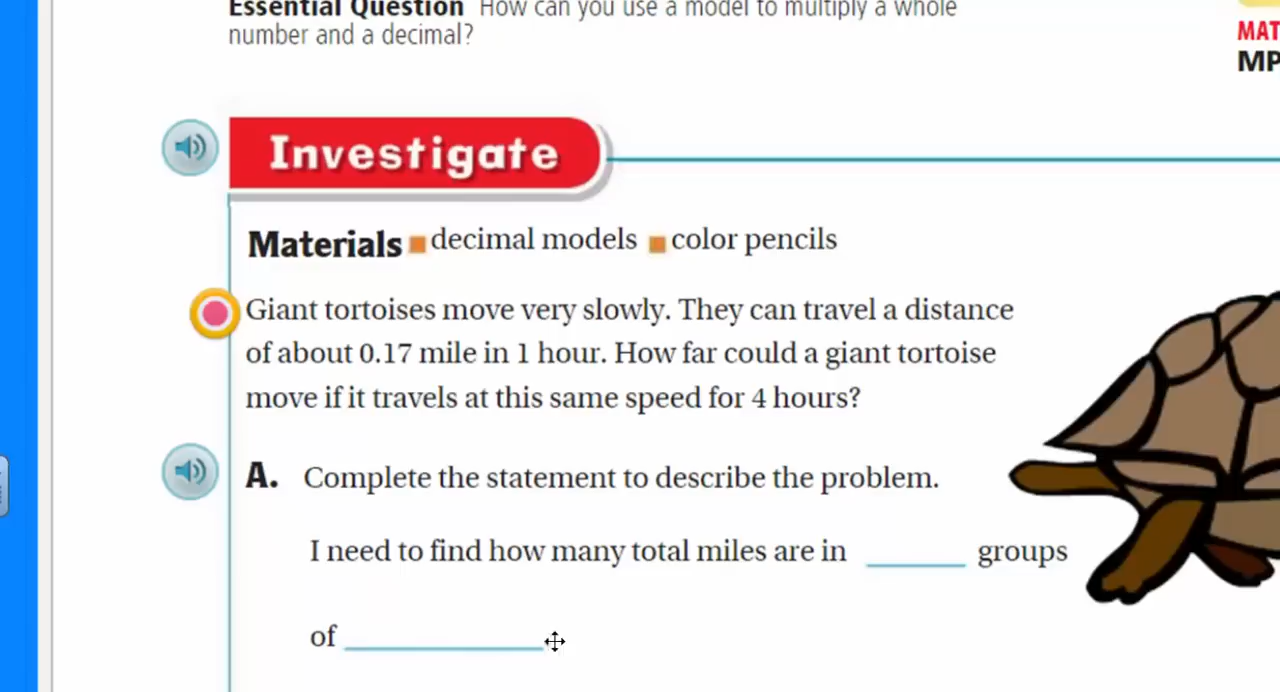 Essential Question How can you use a model to multiply a whole
number and a decimal?
MAT
MP
Investigate
Materials ■ decimal models ■ color pencils
Giant tortoises move very slowly. They can travel a distance
of about 0.17 mile in 1 hour. How far could a giant tortoise
move if it travels at this same speed for 4 hours?
A. Complete the statement to describe the problem.
I need to find how many total miles are in ______ groups
of ____________